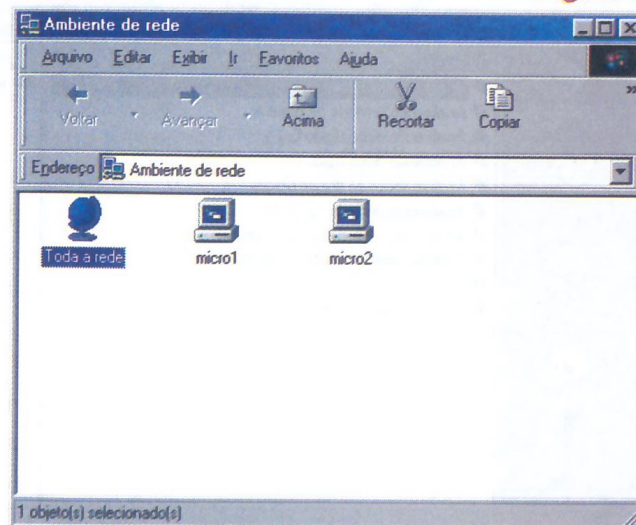 Ambiente de rede
Arquivo Editar Exibir Ir Favoritos Ajuda
Voltar Avançar Acima Recortar Copiar
Endereço Ambiente de rede
Toda a rede micro1 micro2
1 objeto(s) selecionado(s)